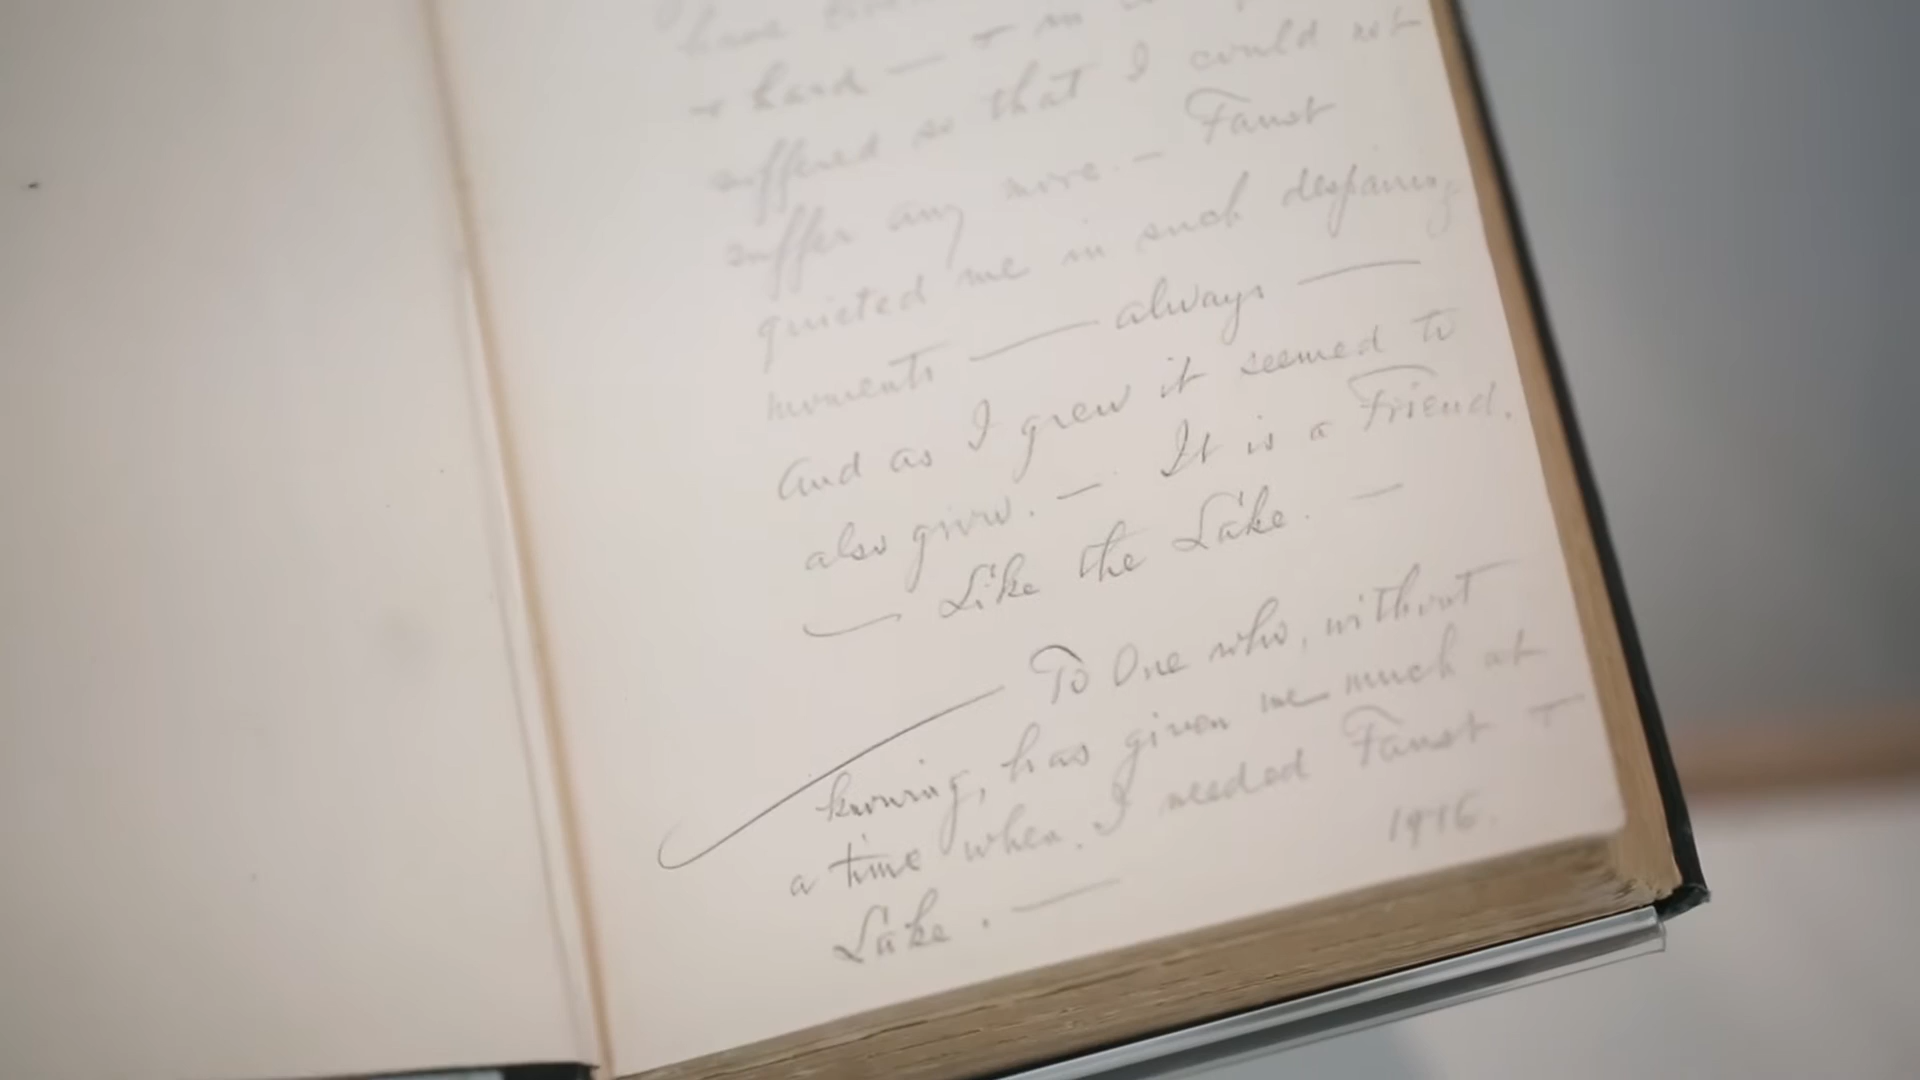 have
+ hard — + in
suffered so that I could not
suffer any more. — Faust
quieted me in such despairing
moments — always —
And as I grew it seemed to
also grow. — It is a Friend.
— Like the Lake. —
— To One who, without
knowing, has given me much at
a time when I needed Faust +
Lake. — 1916.